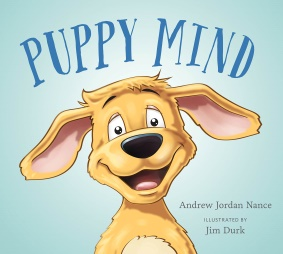 PUPPY MIND
Andrew Jordan Nance
ILLUSTRATED BY
Jim Durk